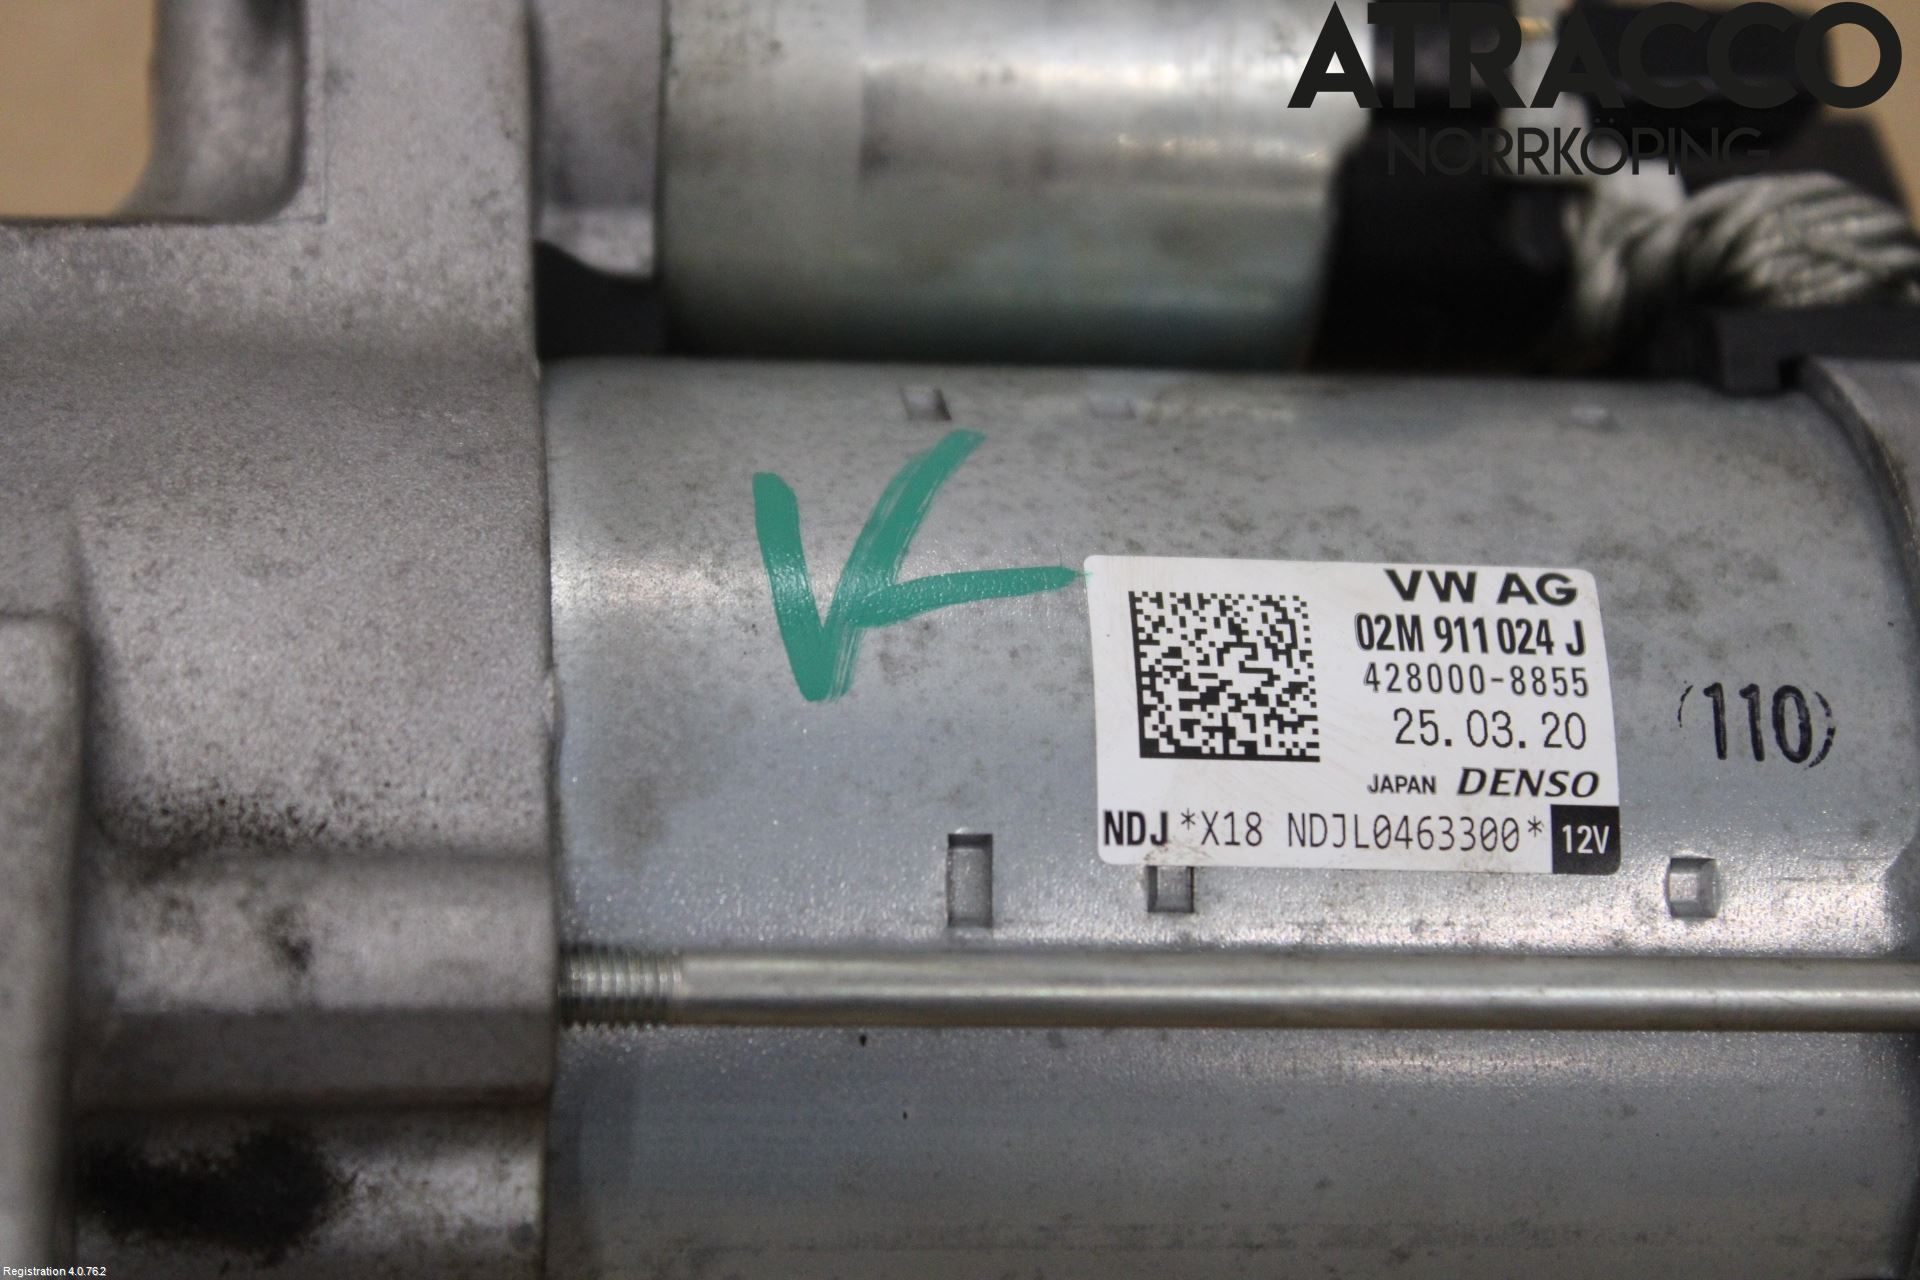 ATRACCO
NORRKÖPING
V
VW AG
02M 911 024 J
428000-8855
25.03.20
JAPAN DENSO
NDJ *X18 NDJL0463300* 12V
(110)
Registration 4.0.76.2